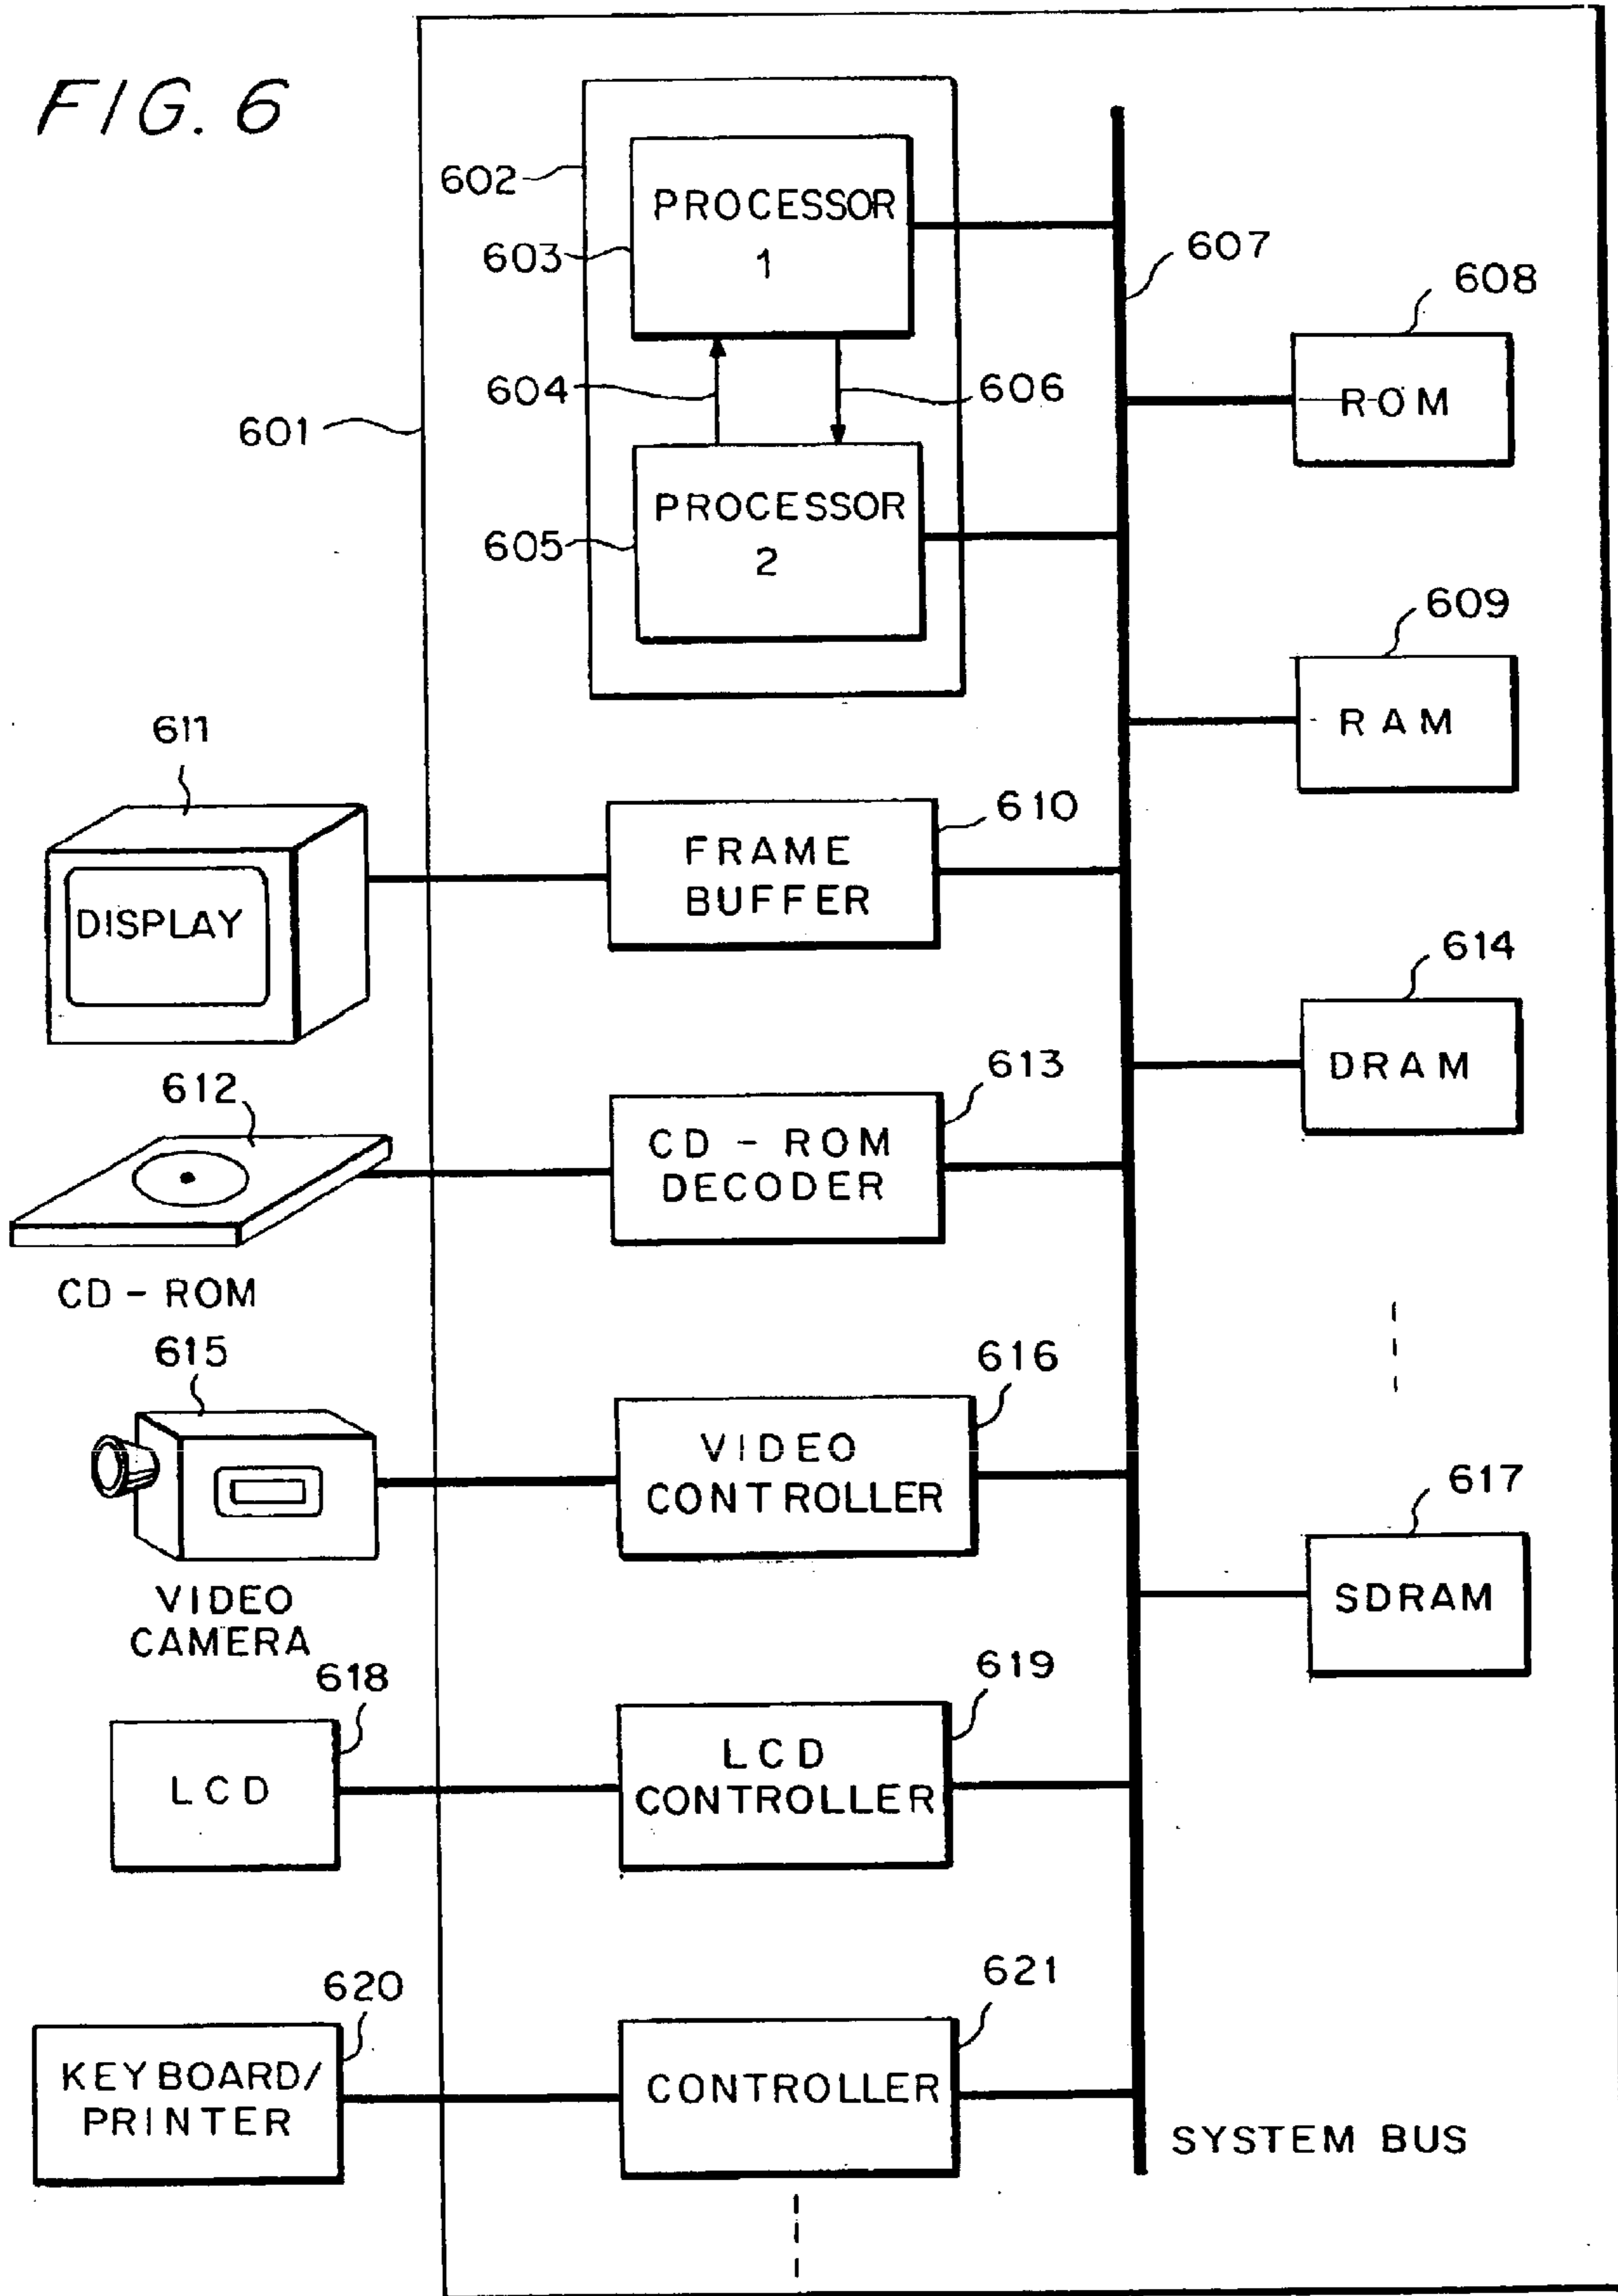 FIG. 6
602
PROCESSOR
1
603
607
608
ROM
604
606
601
PROCESSOR
2
605
609
RAM
611
DISPLAY
610
FRAME
BUFFER
614
DRAM
612
CD-ROM
613
CD-ROM
DECODER
615
VIDEO
CAMERA
616
VIDEO
CONTROLLER
617
SDRAM
618
LCD
619
LCD
CONTROLLER
620
KEYBOARD/
PRINTER
621
CONTROLLER
SYSTEM BUS